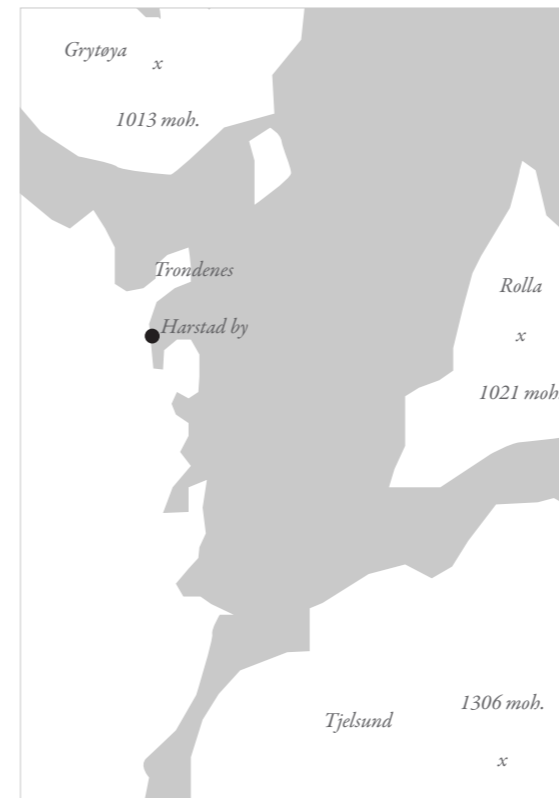 Grytøya
x
1013 moh.
Trondenes
Harstad by
Rolla
x
1021 moh.
Tjelsund
1306 moh.
x